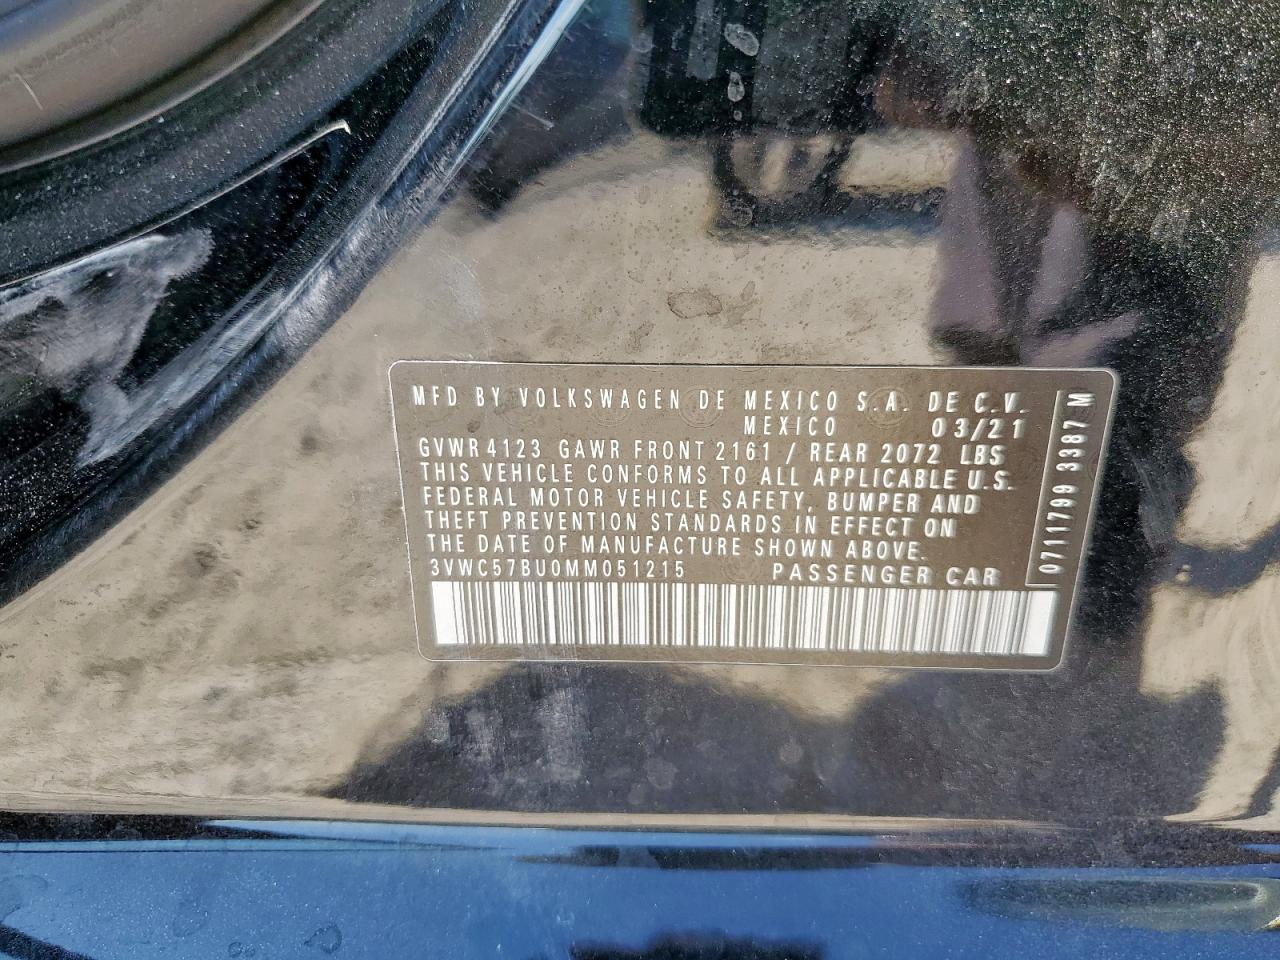 MFD BY VOLKSWAGEN DE MEXICO S.A. DE C.V.
MEXICO 03/21
GVWR 4123 GAWR FRONT 2161 / REAR 2072 LBS
THIS VEHICLE CONFORMS TO ALL APPLICABLE U.S.
FEDERAL MOTOR VEHICLE SAFETY, BUMPER AND
THEFT PREVENTION STANDARDS IN EFFECT ON
THE DATE OF MANUFACTURE SHOWN ABOVE.
3VWC57BU0MM051215 PASSENGER CAR
0711799 3387 M